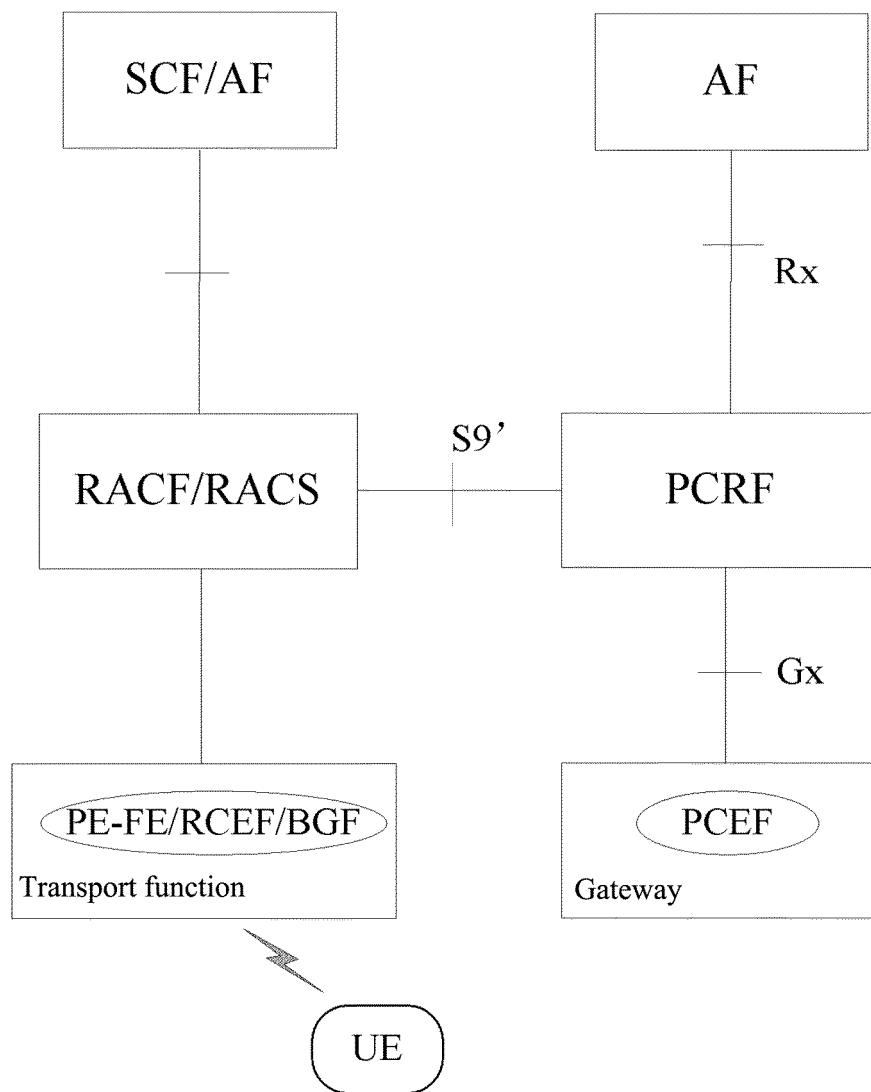 SCF/AF
AF
Rx
S9’
RACF/RACS
PCRF
Gx
PE-FE/RCEF/BGF
PCEF
Transport function
Gateway
UE